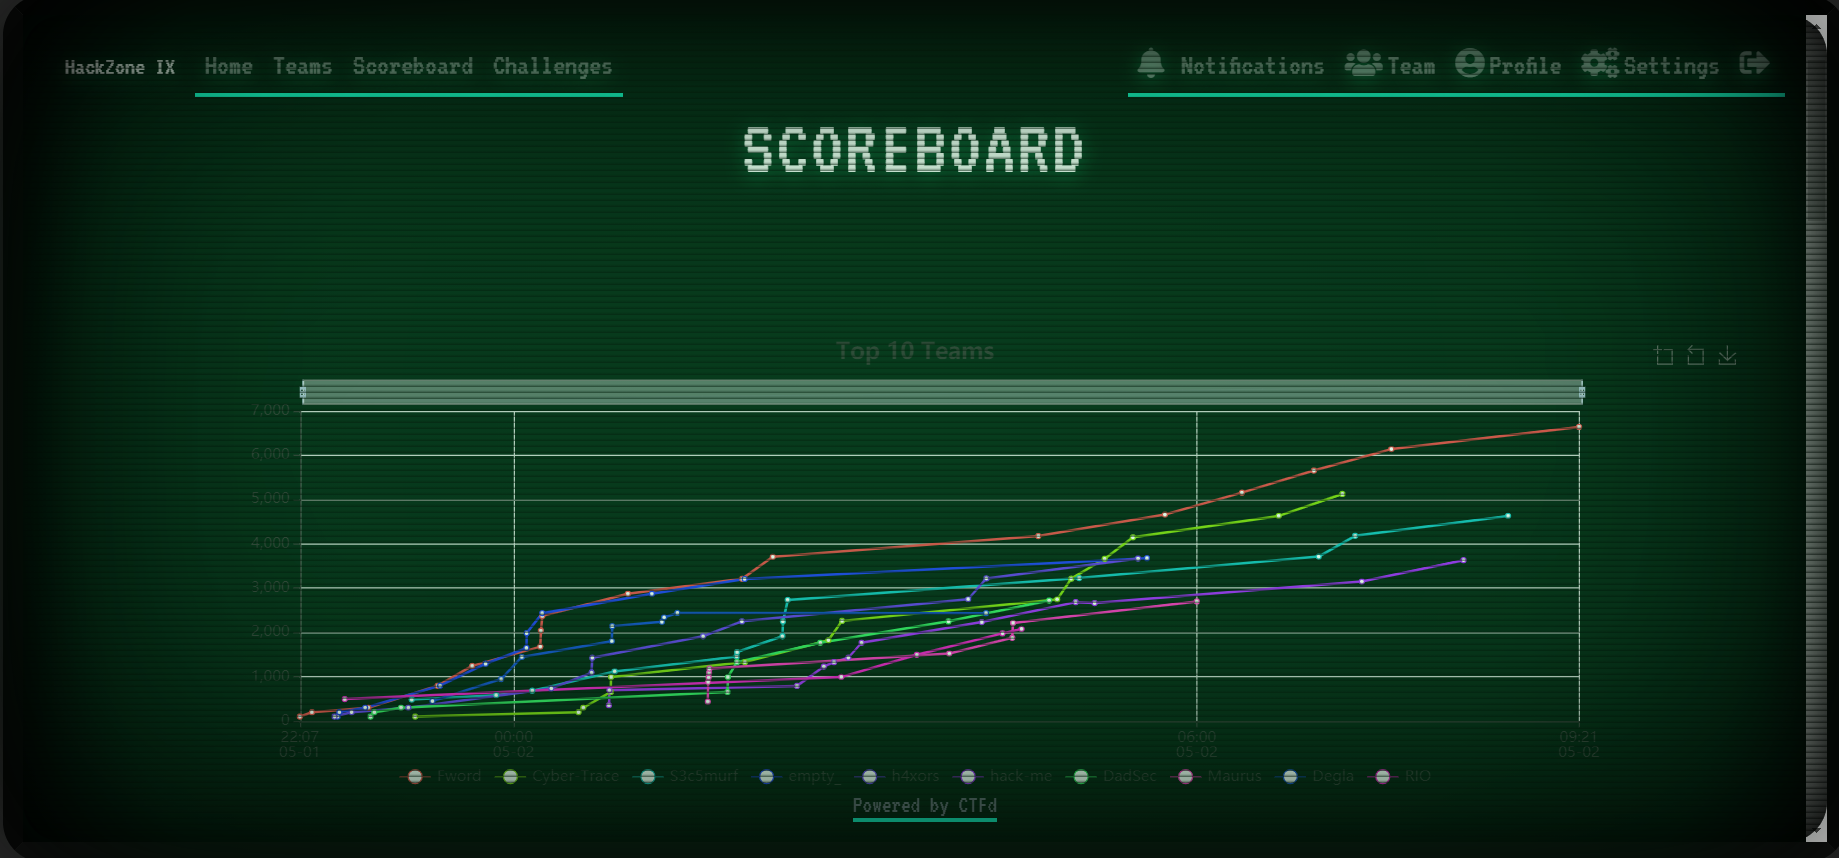 HackZone IX Home Teams Scoreboard Challenges Notifications Team Profile Settings
SCOREBOARD
Top 10 Teams
7,000
6,000
5,000
4,000
3,000
2,000
1,000
0
22:07 00:00 06:00 09:21
05-01 05-02 05-02 05-02
Fword Cyber-Trace S3c5murf empty_ h4xors hack-me DadSec Maurus Degla RIO
Powered by CTFd